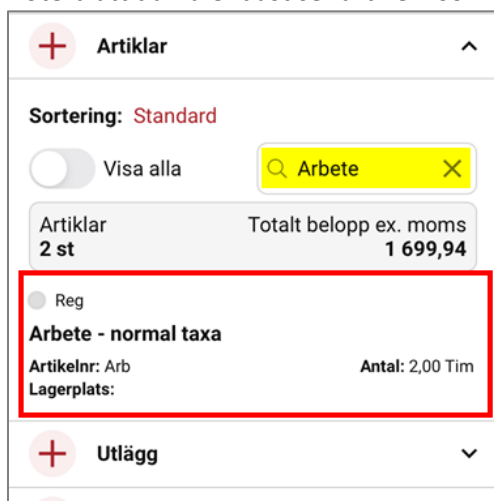 Artiklar
Sortering: Standard
Visa alla
Arbete
Artiklar Totalt belopp ex. moms
2 st 1 699,94
Reg
Arbete - normal taxa
Artikelnr: Arb Antal: 2,00 Tim
Lagerplats:
Utlägg